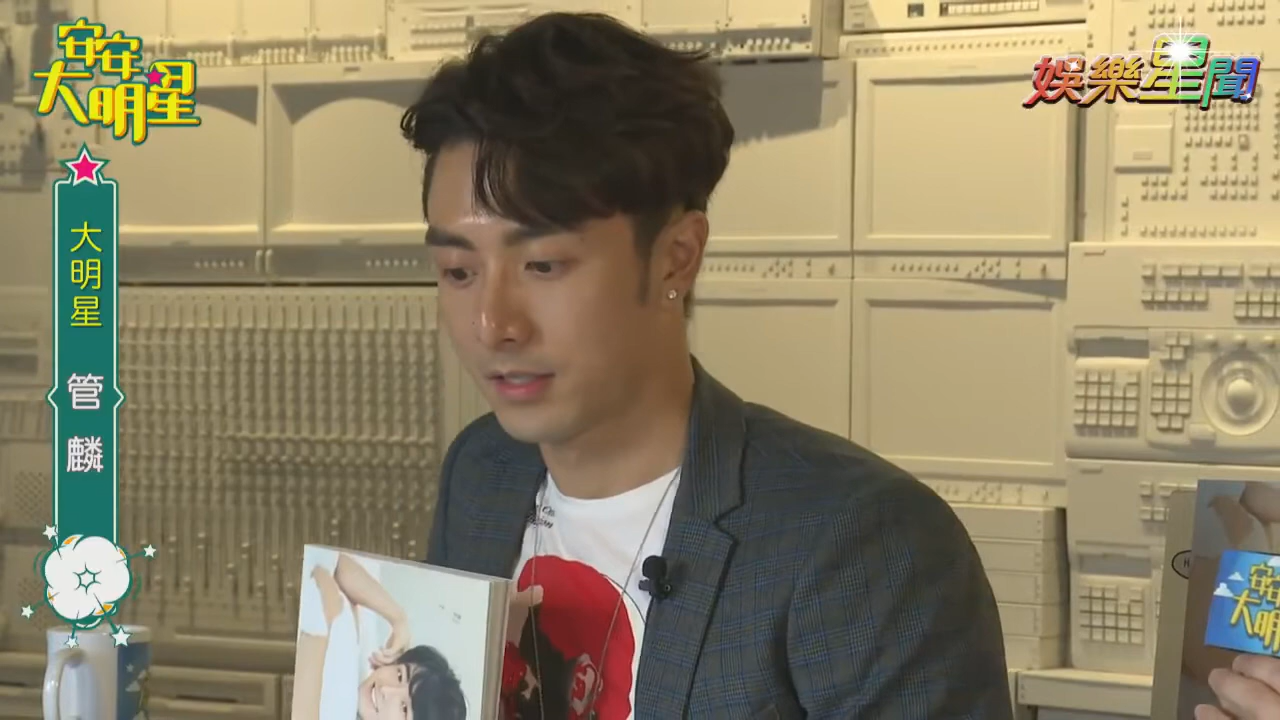 安安
大明星
娛樂星聞
大明星 管麟
安安
大明